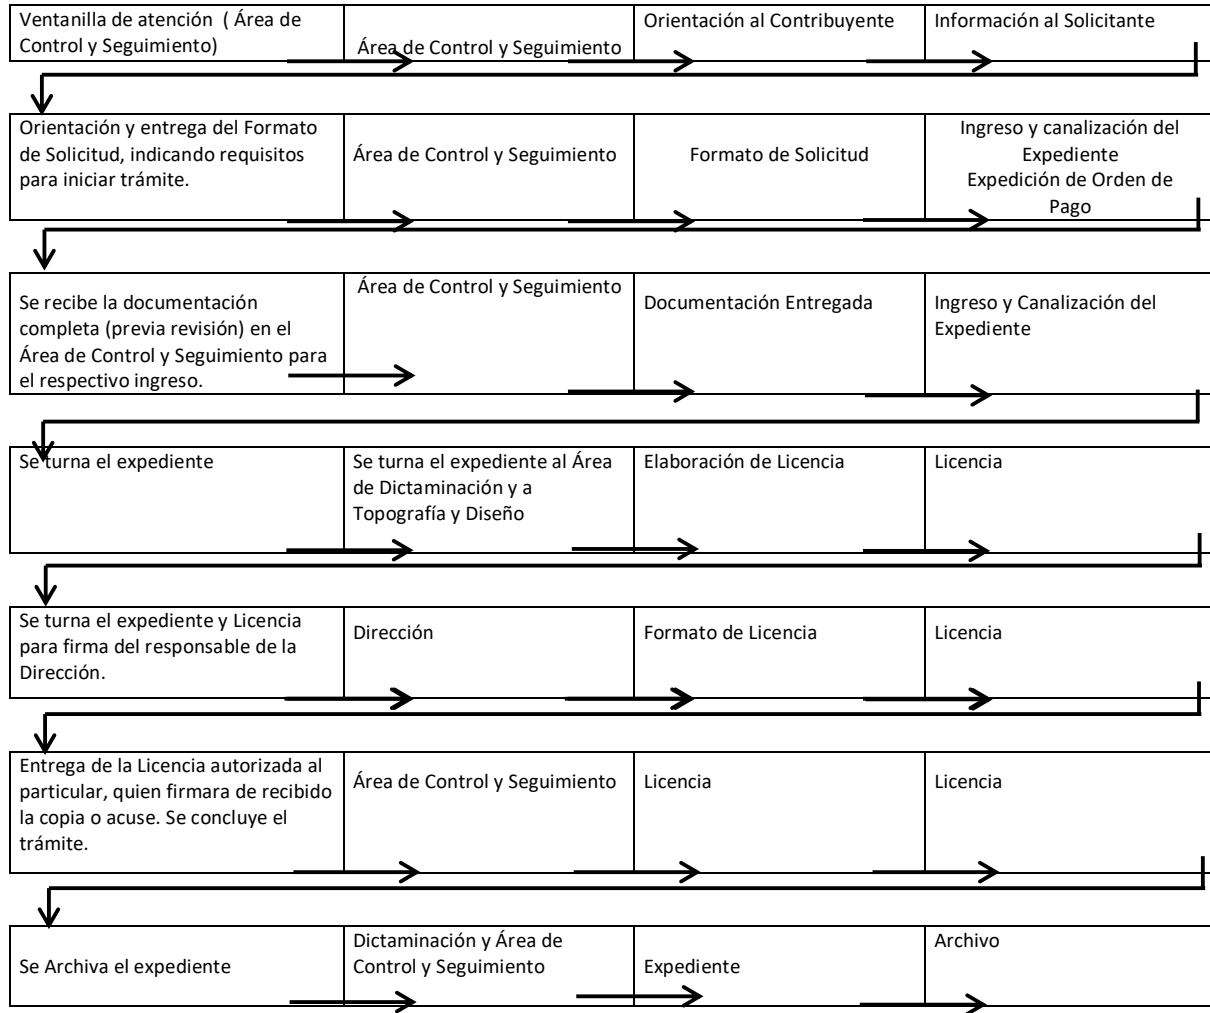 Ventanilla de atención  ( Área de
Control y Seguimiento)
Área de Control y Seguimiento
Orientación al Contribuyente
Información al Solicitante
Orientación y entrega del Formato
de Solicitud, indicando requisitos
para iniciar trámite.
Área de Control y Seguimiento
Formato de Solicitud
Ingreso y canalización del
Expediente
Expedición de Orden de
Pago
Se recibe la documentación
completa (previa revisión) en el
Área de Control y Seguimiento para
el respectivo ingreso.
Área de Control y Seguimiento
Documentación Entregada
Ingreso y Canalización del
Expediente
Se turna el expediente
Se turna el expediente al Área
de Dictaminación y a
Topografía y Diseño
Elaboración de Licencia
Licencia
Se turna el expediente y Licencia
para firma del responsable de la
Dirección.
Dirección
Formato de Licencia
Licencia
Entrega de la Licencia autorizada al
particular, quien firmara de recibido
la copia o acuse. Se concluye el
trámite.
Área de Control y Seguimiento
Licencia
Licencia
Se Archiva el expediente
Dictaminación y Área de
Control y Seguimiento
Expediente
Archivo